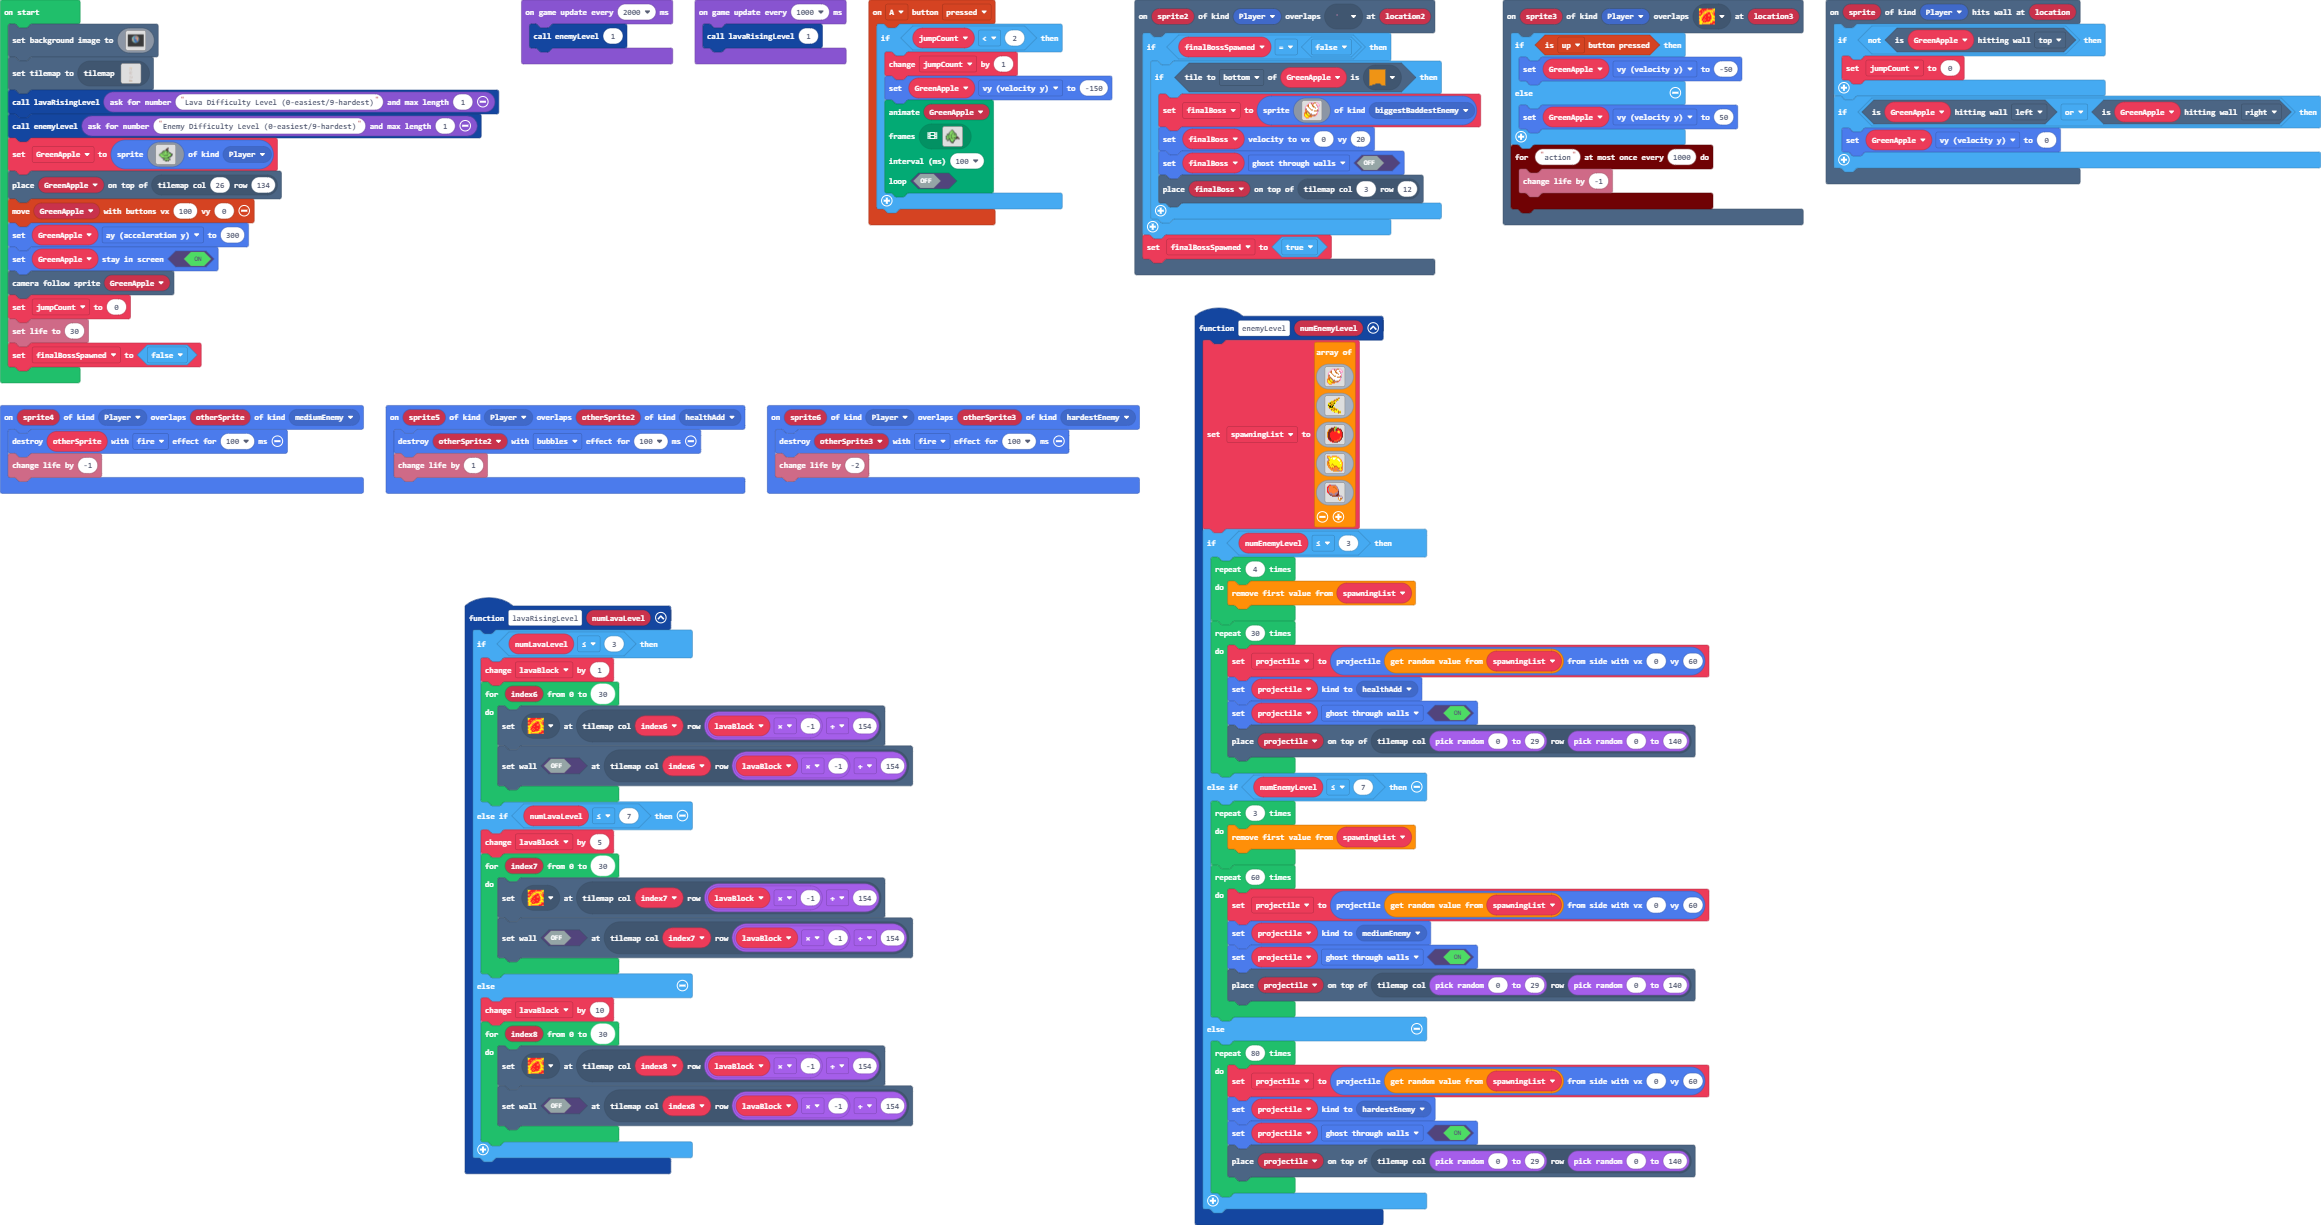 on start
set background image to
set tilemap to tilemap
call lavaRisingLevel ask for number "Lava Difficulty Level (0-easiest/9-hardest)" and max length 1
call enemyLevel ask for number "Enemy Difficulty Level (0-easiest/9-hardest)" and max length 1
set GreenApple to sprite of kind Player
place GreenApple on top of tilemap col 26 row 134
move GreenApple with buttons vx 100 vy 0
set GreenApple ay (acceleration y) to 300
set GreenApple stay in screen ON
camera follow sprite GreenApple
set jumpCount to 0
set life to 30
set finalBossSpawned to false
on game update every 2000 ms
call enemyLevel 1
on game update every 1000 ms
call lavaRisingLevel 1
on A button pressed
if jumpCount < 2 then
change jumpCount by 1
set GreenApple vy (velocity y) to -150
animate GreenApple
frames
interval (ms) 100
loop OFF
on sprite2 of kind Player overlaps at location2
if finalBossSpawned = false then
if tile to bottom of GreenApple is then
set finalBoss to sprite of kind biggestBaddestEnemy
set finalBoss velocity to vx 0 vy 20
set finalBoss ghost through walls OFF
place finalBoss on top of tilemap col 3 row 12
set finalBossSpawned to true
on sprite3 of kind Player overlaps at location3
if is up button pressed then
set GreenApple vy (velocity y) to -50
else
set GreenApple vy (velocity y) to 50
for "action" at most once every 1000 do
change life by -1
on sprite of kind Player hits wall at location
if not is GreenApple hitting wall top then
set jumpCount to 0
if is GreenApple hitting wall left or is GreenApple hitting wall right then
set GreenApple vy (velocity y) to 0
on sprite4 of kind Player overlaps otherSprite of kind mediumEnemy
destroy otherSprite with fire effect for 100 ms
change life by -1
on sprite5 of kind Player overlaps otherSprite2 of kind healthAdd
destroy otherSprite2 with bubbles effect for 100 ms
change life by 1
on sprite6 of kind Player overlaps otherSprite3 of kind hardestEnemy
destroy otherSprite3 with fire effect for 100 ms
change life by -2
function lavaRisingLevel numLavaLevel
if numLavaLevel ≤ 3 then
change lavaBlock by 1
for index6 from 0 to 30
do
set at tilemap col index6 row lavaBlock × -1 + 154
set wall OFF at tilemap col index6 row lavaBlock × -1 + 154
else if numLavaLevel ≤ 7 then
change lavaBlock by 5
for index7 from 0 to 30
do
set at tilemap col index7 row lavaBlock × -1 + 154
set wall OFF at tilemap col index7 row lavaBlock × -1 + 154
else
change lavaBlock by 10
for index8 from 0 to 30
do
set at tilemap col index8 row lavaBlock × -1 + 154
set wall OFF at tilemap col index8 row lavaBlock × -1 + 154
function enemyLevel numEnemyLevel
array of
set spawningList to
if numEnemyLevel ≤ 3 then
repeat 4 times
do remove first value from spawningList
repeat 30 times
do
set projectile to projectile get random value from spawningList from side with vx 0 vy 60
set projectile kind to healthAdd
set projectile ghost through walls ON
place projectile on top of tilemap col pick random 0 to 29 row pick random 0 to 140
else if numEnemyLevel ≤ 7 then
repeat 3 times
do remove first value from spawningList
repeat 60 times
do
set projectile to projectile get random value from spawningList from side with vx 0 vy 60
set projectile kind to mediumEnemy
set projectile ghost through walls ON
place projectile on top of tilemap col pick random 0 to 29 row pick random 0 to 140
else
repeat 80 times
do
set projectile to projectile get random value from spawningList from side with vx 0 vy 60
set projectile kind to hardestEnemy
set projectile ghost through walls ON
place projectile on top of tilemap col pick random 0 to 29 row pick random 0 to 140